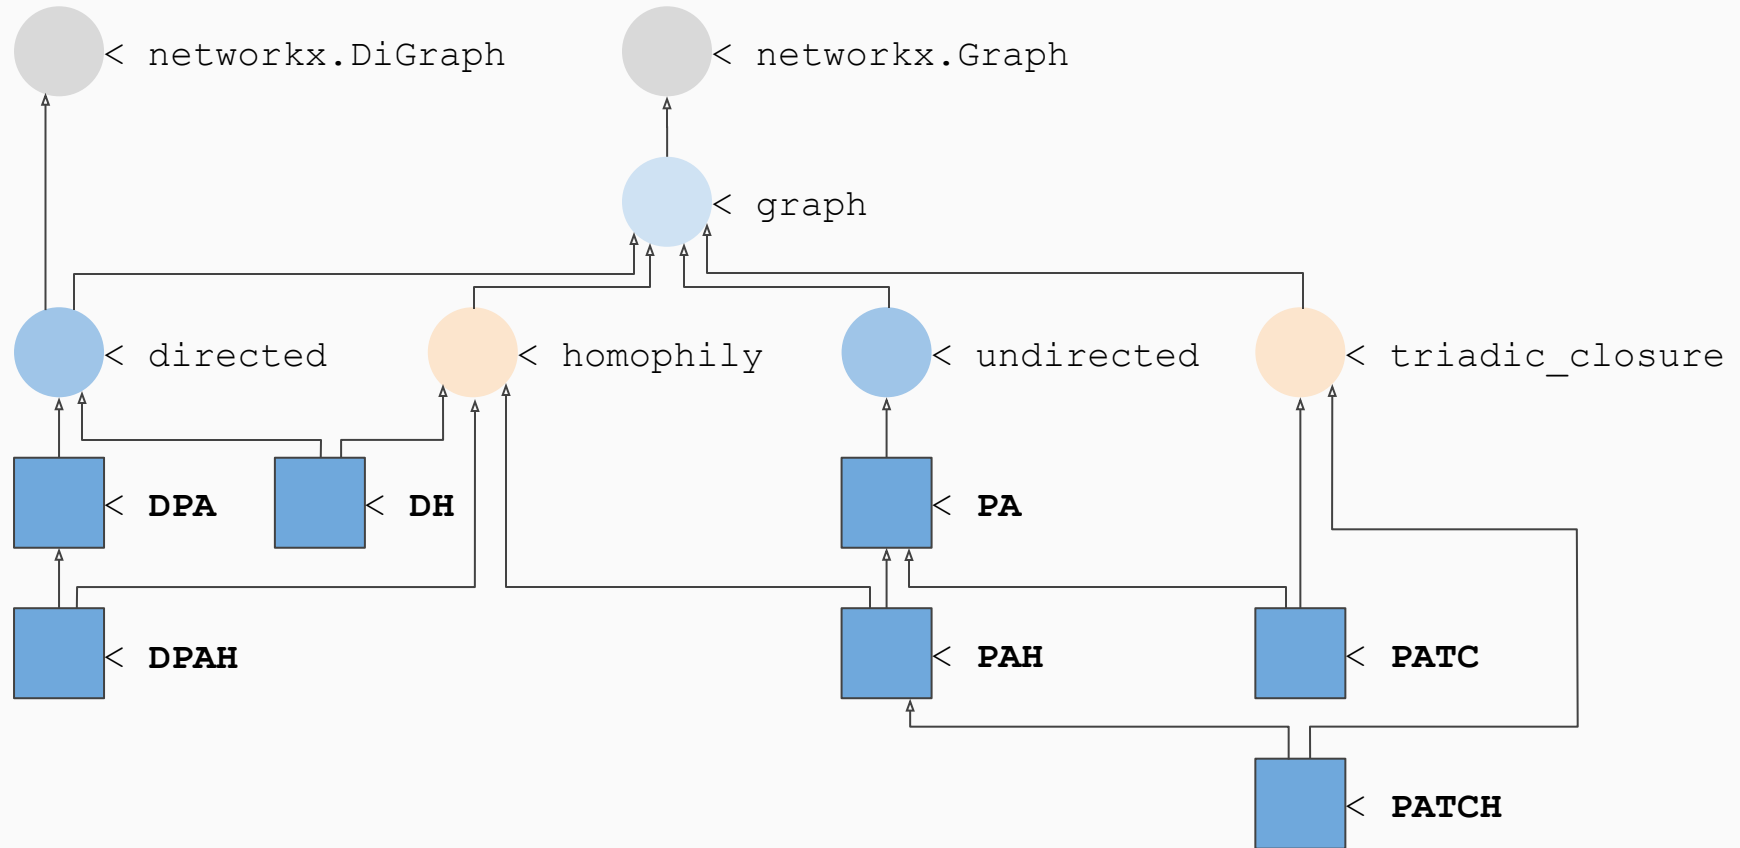 < networkx.DiGraph
< networkx.Graph
< graph
< directed
< homophily
< undirected
< triadic_closure
< DPA
< DH
< PA
< DPAH
< PAH
< PATC
< PATCH